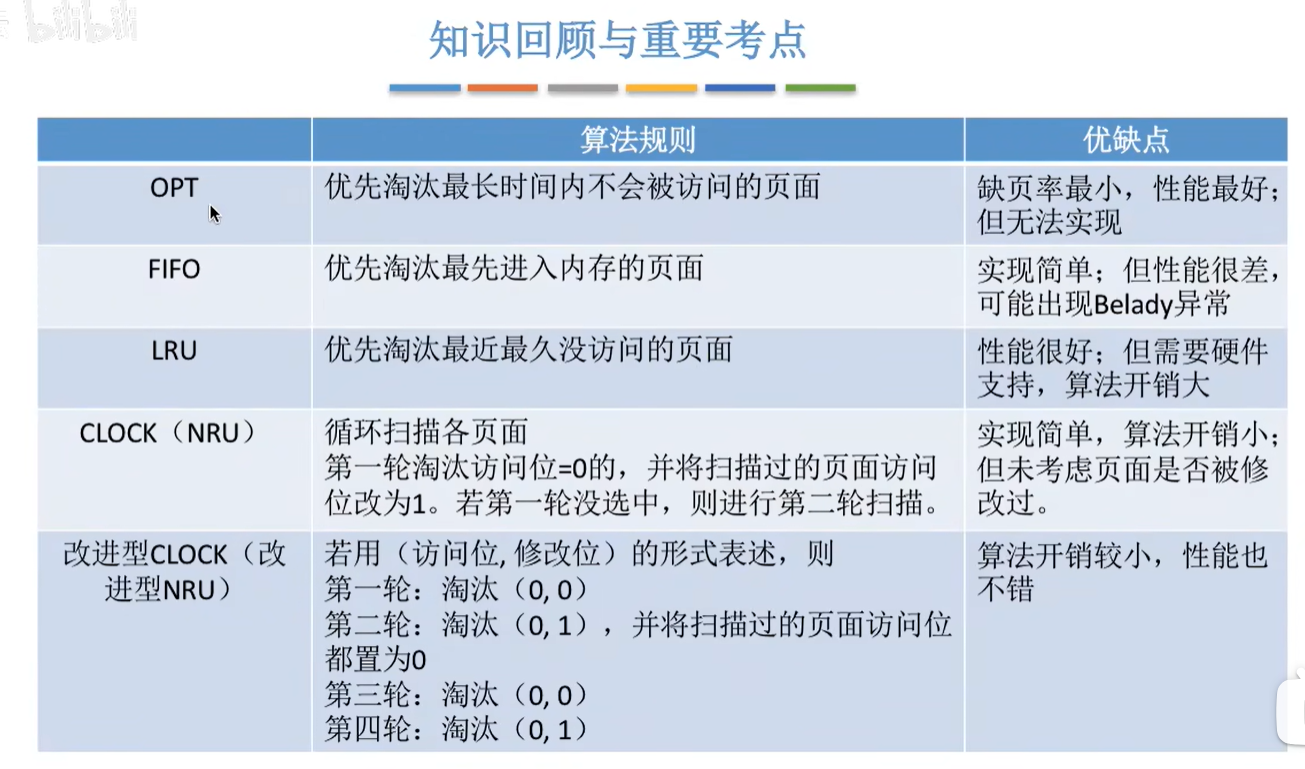 bilibili
知识回顾与重要考点
算法规则
优缺点
OPT
优先淘汰最长时间内不会被访问的页面
缺页率最小，性能最好；
但无法实现
FIFO
优先淘汰最先进入内存的页面
实现简单；但性能很差，
可能出现Belady异常
LRU
优先淘汰最近最久没访问的页面
性能很好；但需要硬件
支持，算法开销大
CLOCK（NRU）
循环扫描各页面
第一轮淘汰访问位=0的，并将扫描过的页面访问
位改为1。若第一轮没选中，则进行第二轮扫描。
实现简单，算法开销小；
但未考虑页面是否被修
改过。
改进型CLOCK（改
进型NRU）
若用（访问位, 修改位）的形式表述，则
第一轮：淘汰（0, 0）
第二轮：淘汰（0, 1），并将扫描过的页面访问位
都置为0
第三轮：淘汰（0, 0）
第四轮：淘汰（0, 1）
算法开销较小，性能也
不错